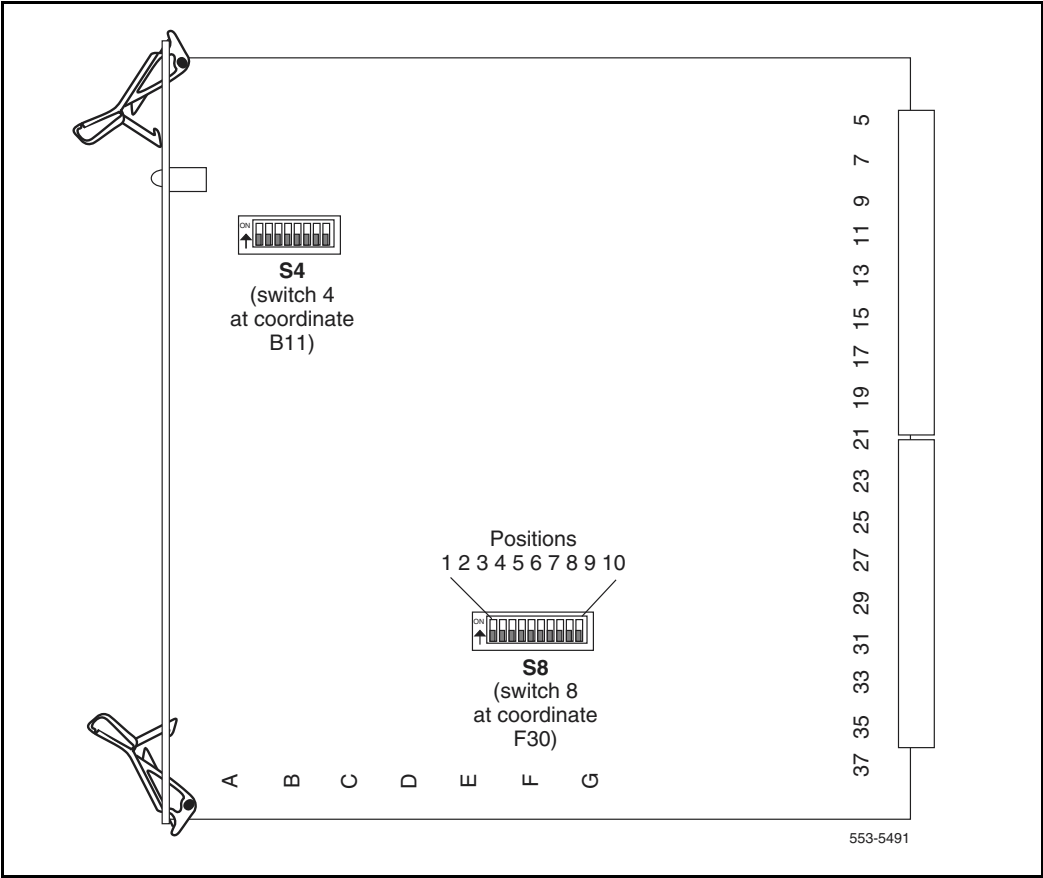 ON
S4
(switch 4
at coordinate
B11)
5
7
9
11
13
15
17
19
21
23
25
27
29
31
33
35
37
Positions
1 2 3 4 5 6 7 8 9 10
ON
S8
(switch 8
at coordinate
F30)
A
B
C
D
E
F
G
553-5491